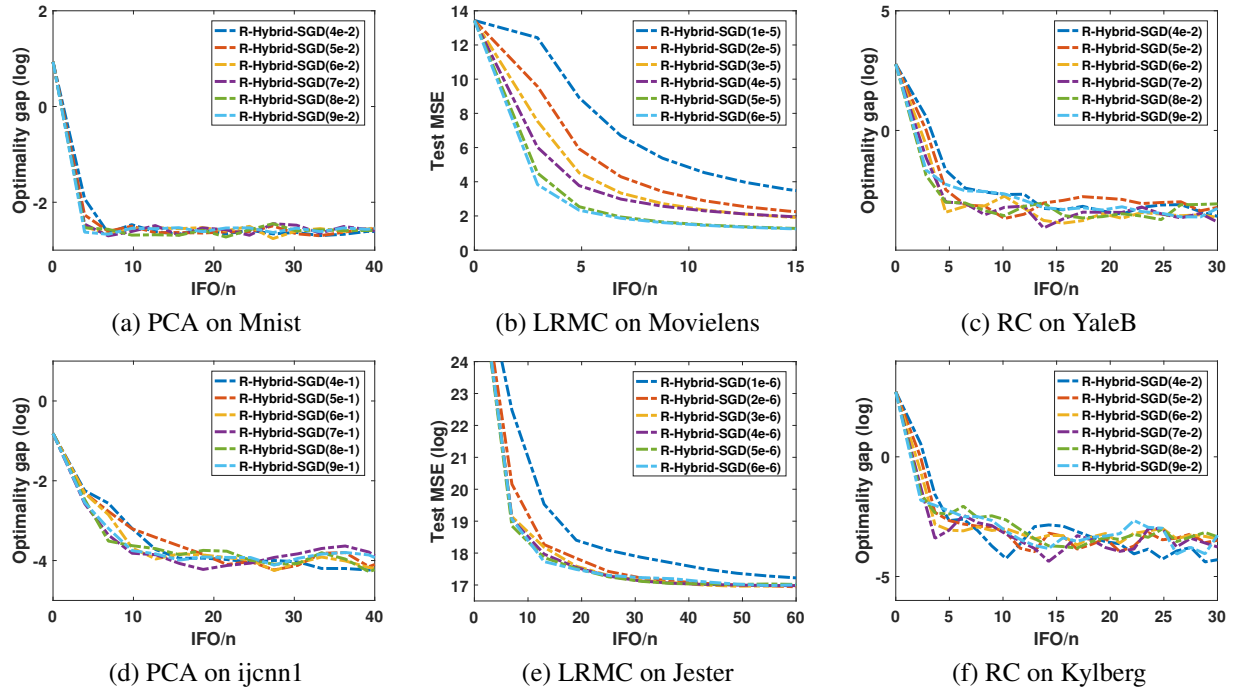 2
0
-2
0
10
20
30
40
Optimality gap (log)
IFO/n
R-Hybrid-SGD(4e-2)
R-Hybrid-SGD(5e-2)
R-Hybrid-SGD(6e-2)
R-Hybrid-SGD(7e-2)
R-Hybrid-SGD(8e-2)
R-Hybrid-SGD(9e-2)
(a) PCA on Mnist
14
12
10
8
6
4
2
0
0
5
10
15
Test MSE
IFO/n
R-Hybrid-SGD(1e-5)
R-Hybrid-SGD(2e-5)
R-Hybrid-SGD(3e-5)
R-Hybrid-SGD(4e-5)
R-Hybrid-SGD(5e-5)
R-Hybrid-SGD(6e-5)
(b) LRMC on Movielens
5
0
0
5
10
15
20
25
30
Optimality gap (log)
IFO/n
R-Hybrid-SGD(4e-2)
R-Hybrid-SGD(5e-2)
R-Hybrid-SGD(6e-2)
R-Hybrid-SGD(7e-2)
R-Hybrid-SGD(8e-2)
R-Hybrid-SGD(9e-2)
(c) RC on YaleB
0
-2
-4
0
10
20
30
40
Optimality gap (log)
IFO/n
R-Hybrid-SGD(4e-1)
R-Hybrid-SGD(5e-1)
R-Hybrid-SGD(6e-1)
R-Hybrid-SGD(7e-1)
R-Hybrid-SGD(8e-1)
R-Hybrid-SGD(9e-1)
(d) PCA on ijcnn1
24
23
22
21
20
19
18
17
0
10
20
30
40
50
60
Test MSE (log)
IFO/n
R-Hybrid-SGD(1e-6)
R-Hybrid-SGD(2e-6)
R-Hybrid-SGD(3e-6)
R-Hybrid-SGD(4e-6)
R-Hybrid-SGD(5e-6)
R-Hybrid-SGD(6e-6)
(e) LRMC on Jester
0
-5
0
5
10
15
20
25
30
Optimality gap (log)
IFO/n
R-Hybrid-SGD(4e-2)
R-Hybrid-SGD(5e-2)
R-Hybrid-SGD(6e-2)
R-Hybrid-SGD(7e-2)
R-Hybrid-SGD(8e-2)
R-Hybrid-SGD(9e-2)
(f) RC on Kylberg